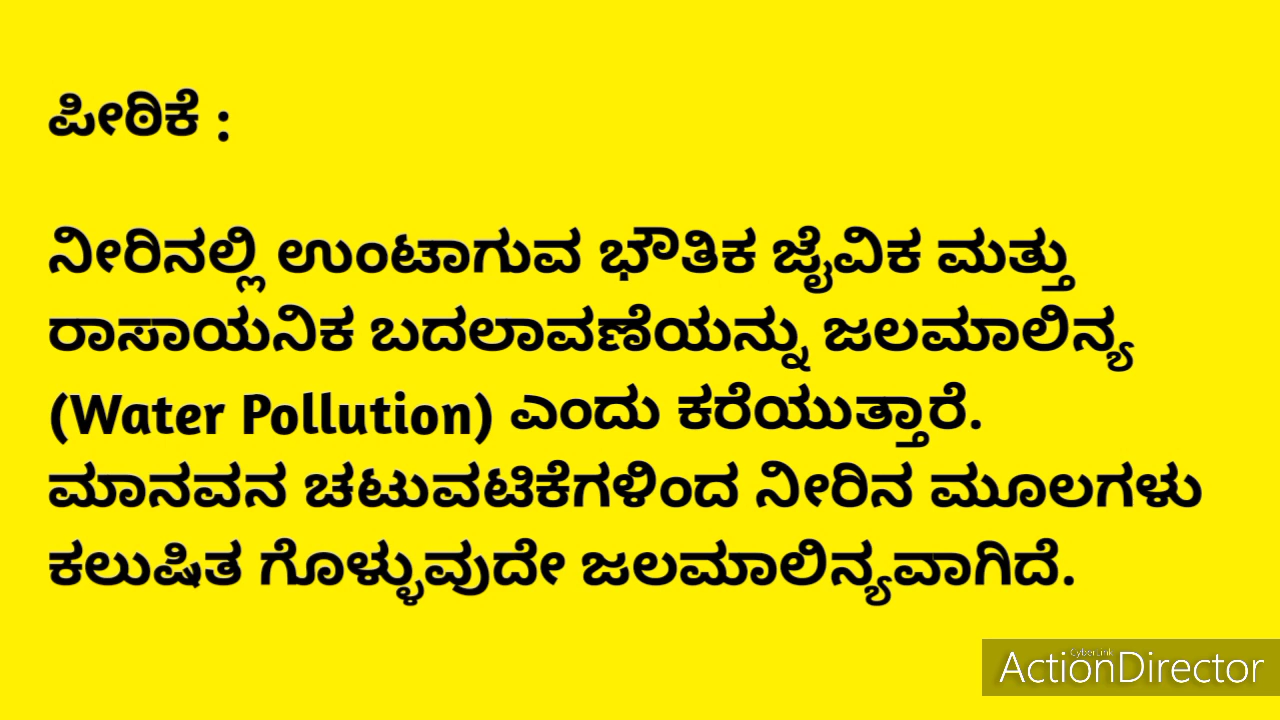 ಪೀಠಿಕೆ :
ನೀರಿನಲ್ಲಿ ಉಂಟಾಗುವ ಭೌತಿಕ ಜೈವಿಕ ಮತ್ತು
ರಾಸಾಯನಿಕ ಬದಲಾವಣೆಯನ್ನು ಜಲಮಾಲಿನ್ಯ
(Water Pollution) ಎಂದು ಕರೆಯುತ್ತಾರೆ.
ಮಾನವನ ಚಟುವಟಿಕೆಗಳಿಂದ ನೀರಿನ ಮೂಲಗಳು
ಕಲುಷಿತ ಗೊಳ್ಳುವುದೇ ಜಲಮಾಲಿನ್ಯವಾಗಿದೆ.
CyberLink
ActionDirector